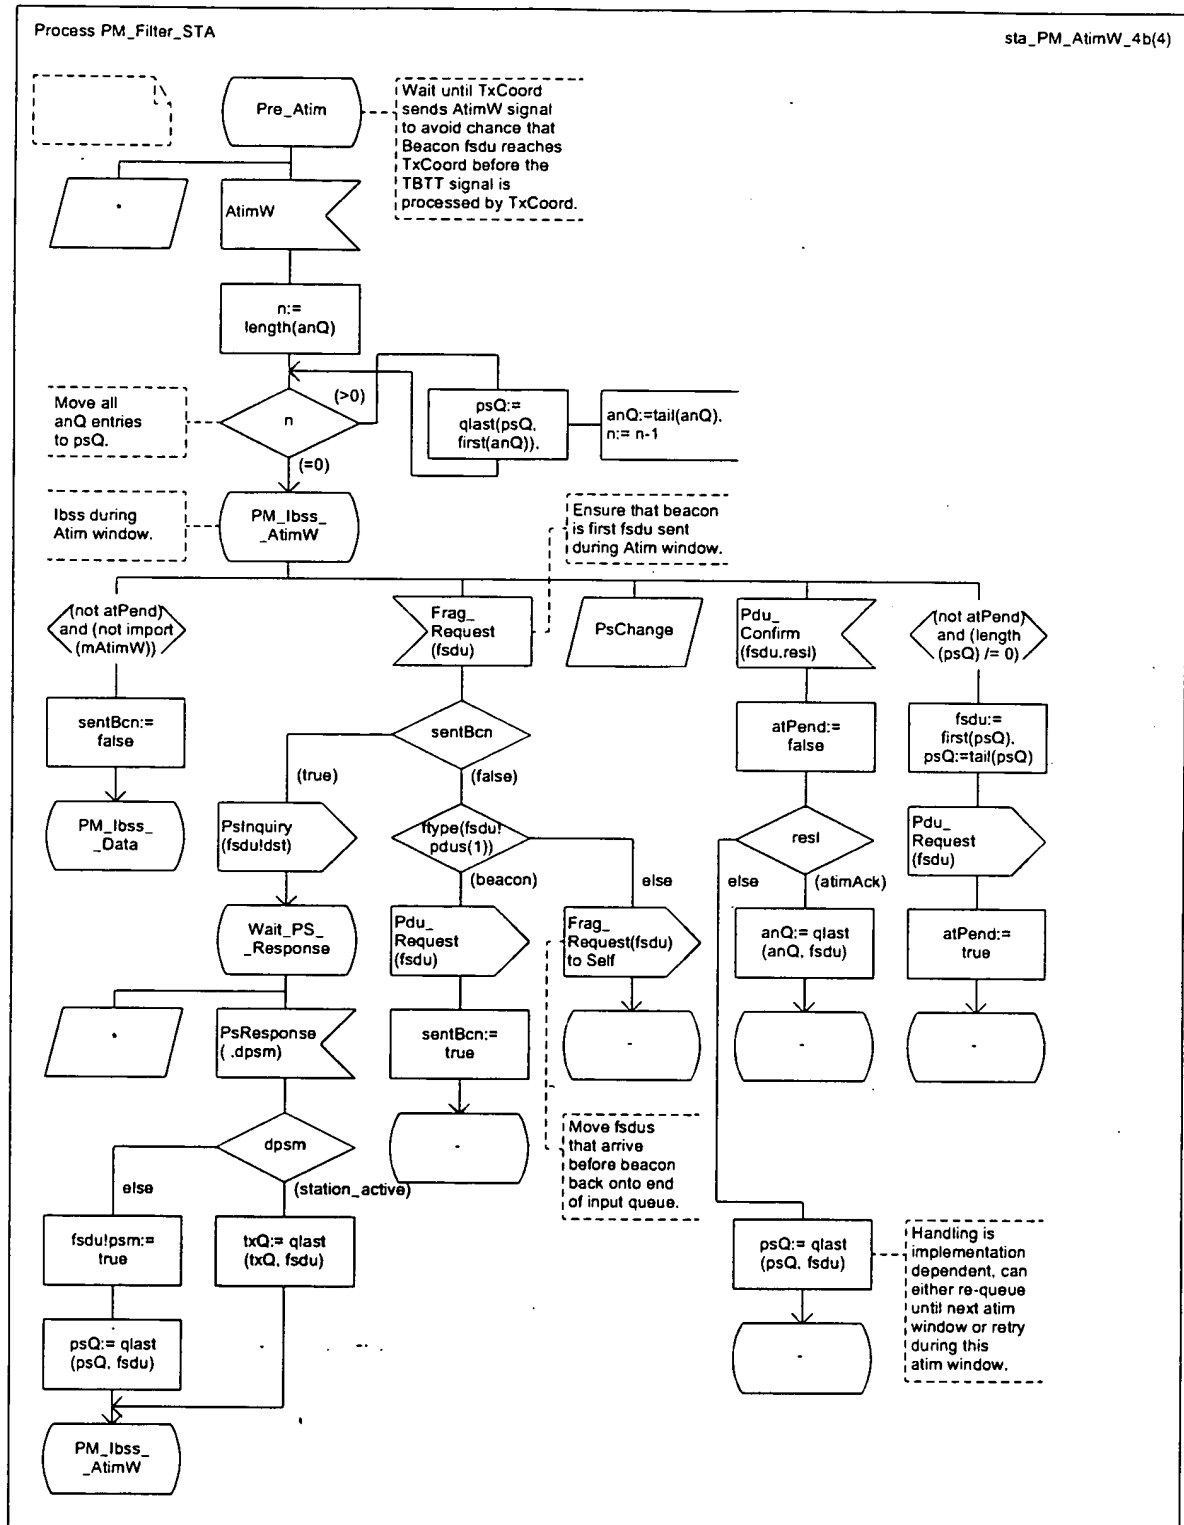 Process PM_Filter_STA
sta_PM_AtimW_4b(4)
Pre_Atim
Wait until TxCoord
sends AtimW signal
to avoid chance that
Beacon fsdu reaches
TxCoord before the
TBTT signal is
processed by TxCoord.
*
AtimW
n:=
length(anQ)
Move all
anQ entries
to psQ.
n
(>0)
(=0)
psQ:=
qlast(psQ,
first(anQ)),
anQ:=tail(anQ),
n:= n-1
Ibss during
Atim window.
PM_Ibss_
_AtimW
Ensure that beacon
is first fsdu sent
during Atim window.
(not atPend)
and (not import
(mAtimW))
Frag_
Request
(fsdu)
PsChange
Pdu_
Confirm
(fsdu,resl)
(not atPend)
and (length
(psQ) /= 0)
sentBcn:=
false
sentBcn
(true)
(false)
atPend:=
false
fsdu:=
first(psQ),
psQ:=tail(psQ)
PM_Ibss_
_Data
PsInquiry
(fsdu!dst)
ftype(fsdu!
pdus(1))
(beacon)
else
resl
else
(atimAck)
Pdu_
Request
(fsdu)
Wait_PS_
_Response
Pdu_
Request
(fsdu)
Frag_
Request(fsdu)
to Self
anQ:= qlast
(anQ, fsdu)
atPend:=
true
*
PsResponse
( ,dpsm)
sentBcn:=
true
-
-
-
dpsm
else
(station_active)
-
Move fsdus
that arrive
before beacon
back onto end
of input queue.
fsdu!psm:=
true
txQ:= qlast
(txQ, fsdu)
psQ:= qlast
(psQ, fsdu)
Handling is
implementation
dependent, can
either re-queue
until next atim
window or retry
during this
atim window.
psQ:= qlast
(psQ, fsdu)
-
PM_Ibss_
_AtimW